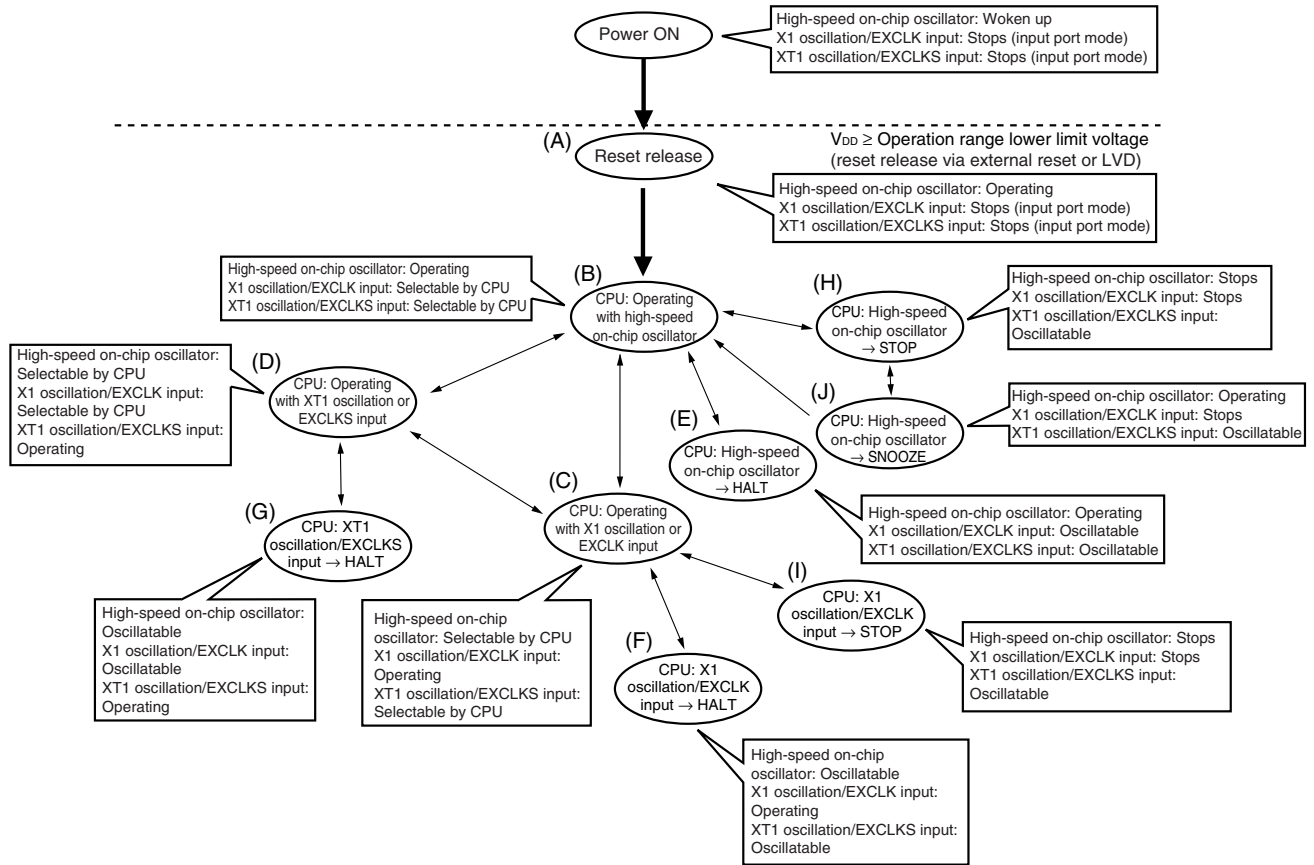 Power ON
High-speed on-chip oscillator: Woken up
X1 oscillation/EXCLK input: Stops (input port mode)
XT1 oscillation/EXCLKS input: Stops (input port mode)
(A)
Reset release
VDD ≥ Operation range lower limit voltage
(reset release via external reset or LVD)
High-speed on-chip oscillator: Operating
X1 oscillation/EXCLK input: Stops (input port mode)
XT1 oscillation/EXCLKS input: Stops (input port mode)
High-speed on-chip oscillator: Operating
X1 oscillation/EXCLK input: Selectable by CPU
XT1 oscillation/EXCLKS input: Selectable by CPU
(B)
CPU: Operating
with high-speed
on-chip oscillator
(H)
CPU: High-speed
on-chip oscillator
→ STOP
High-speed on-chip oscillator: Stops
X1 oscillation/EXCLK input: Stops
XT1 oscillation/EXCLKS input:
Oscillatable
High-speed on-chip oscillator:
Selectable by CPU
X1 oscillation/EXCLK input:
Selectable by CPU
XT1 oscillation/EXCLKS input:
Operating
(D)
CPU: Operating
with XT1 oscillation or
EXCLKS input
(J)
CPU: High-speed
on-chip oscillator
→ SNOOZE
High-speed on-chip oscillator: Operating
X1 oscillation/EXCLK input: Stops
XT1 oscillation/EXCLKS input: Oscillatable
(E)
CPU: High-speed
on-chip oscillator
→ HALT
High-speed on-chip oscillator: Operating
X1 oscillation/EXCLK input: Oscillatable
XT1 oscillation/EXCLKS input: Oscillatable
(C)
CPU: Operating
with X1 oscillation or
EXCLK input
(G)
CPU: XT1
oscillation/EXCLKS
input → HALT
High-speed on-chip oscillator:
Oscillatable
X1 oscillation/EXCLK input:
Oscillatable
XT1 oscillation/EXCLKS input:
Operating
High-speed on-chip
oscillator: Selectable by CPU
X1 oscillation/EXCLK input:
Operating
XT1 oscillation/EXCLKS input:
Selectable by CPU
(I)
CPU: X1
oscillation/EXCLK
input → STOP
High-speed on-chip oscillator: Stops
X1 oscillation/EXCLK input: Stops
XT1 oscillation/EXCLKS input:
Oscillatable
(F)
CPU: X1
oscillation/EXCLK
input → HALT
High-speed on-chip
oscillator: Oscillatable
X1 oscillation/EXCLK input:
Operating
XT1 oscillation/EXCLKS input:
Oscillatable